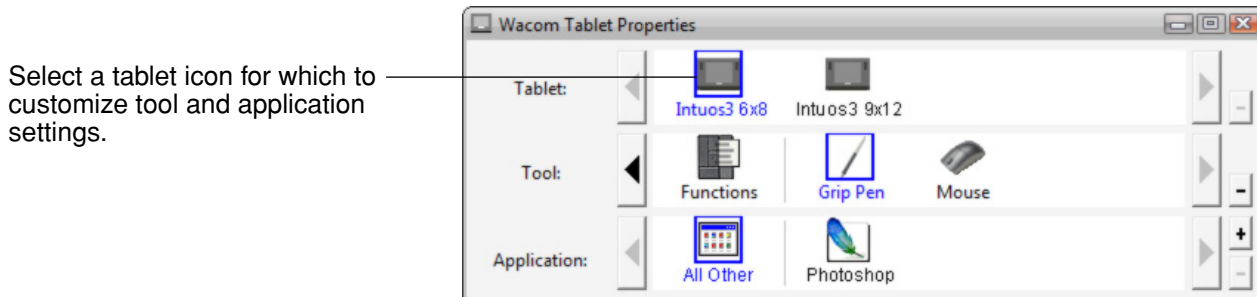 Wacom Tablet Properties
Select a tablet icon for which to
customize tool and application
settings.
Tablet:
Intuos3 6x8
Intuos3 9x12
Tool:
Functions
Grip Pen
Mouse
Application:
All Other
Photoshop